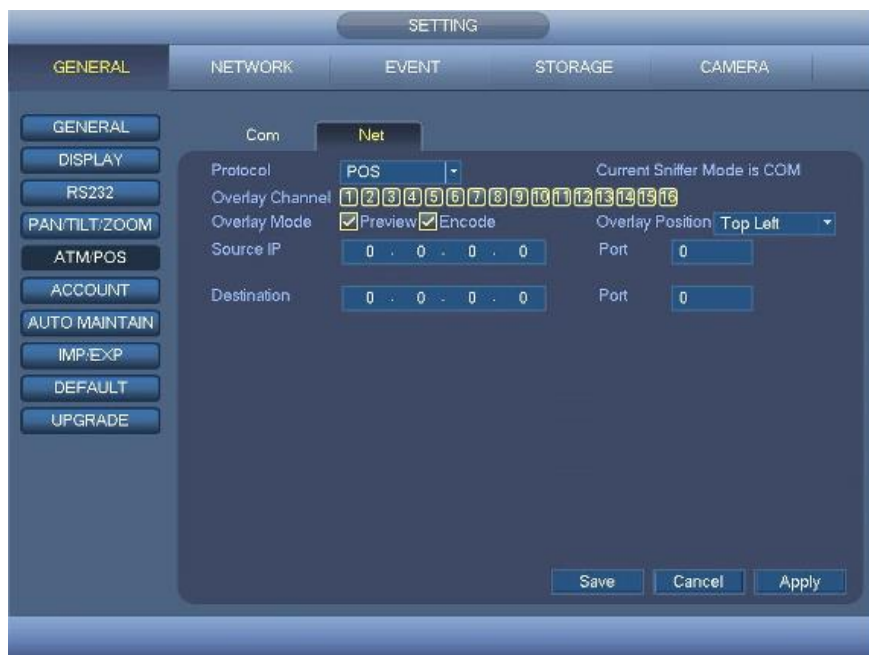 SETTING
GENERAL NETWORK EVENT STORAGE CAMERA
GENERAL
DISPLAY
RS232
PAN/TILT/ZOOM
ATM/POS
ACCOUNT
AUTO MAINTAIN
IMP/EXP
DEFAULT
UPGRADE
Com Net
Protocol POS Current Sniffer Mode is COM
Overlay Channel 1 2 3 4 5 6 7 8 9 10 11 12 13 14 15 16
Overlay Mode Preview Encode Overlay Position Top Left
Source IP 0 . 0 . 0 . 0 Port 0
Destination 0 . 0 . 0 . 0 Port 0
Save Cancel Apply